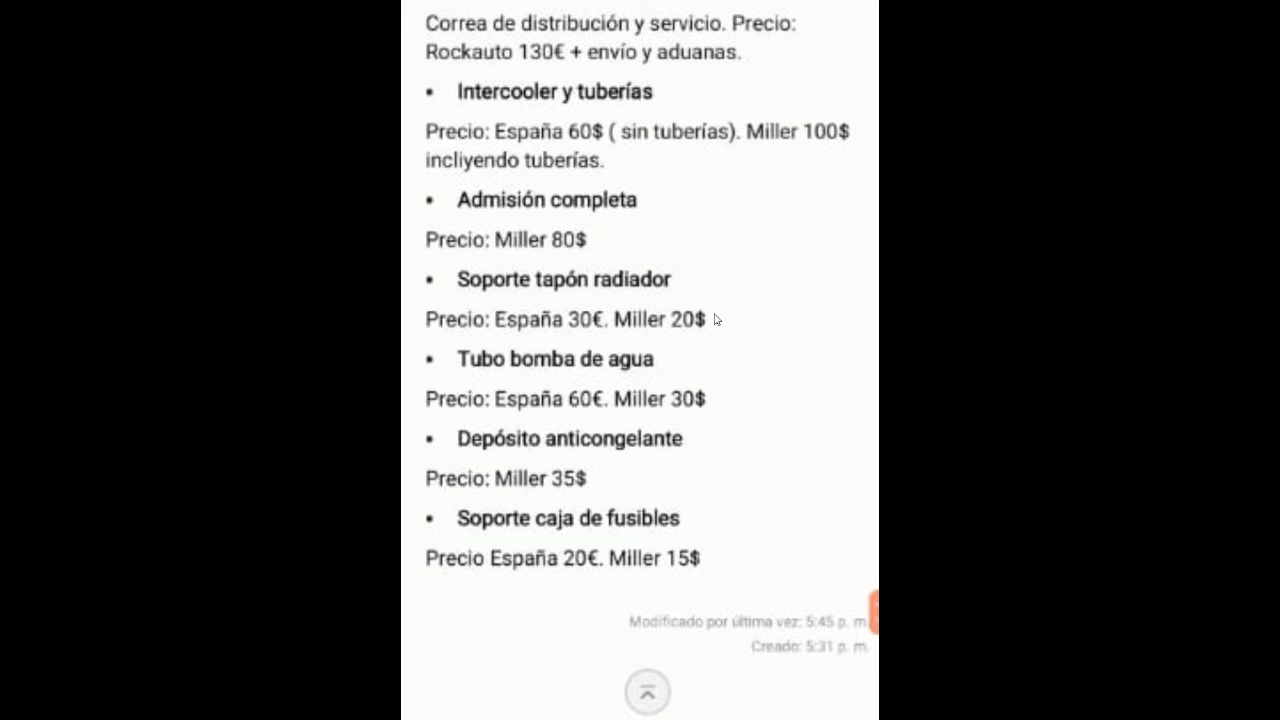 Correa de distribución y servicio. Precio:
Rockauto 130€ + envío y aduanas.
• Intercooler y tuberías
Precio: España 60$ ( sin tuberías). Miller 100$
incliyendo tuberías.
• Admisión completa
Precio: Miller 80$
• Soporte tapón radiador
Precio: España 30€. Miller 20$
• Tubo bomba de agua
Precio: España 60€. Miller 30$
• Depósito anticongelante
Precio: Miller 35$
• Soporte caja de fusibles
Precio España 20€. Miller 15$
Modificado por última vez: 5:45 p. m.
Creado: 5:31 p. m.